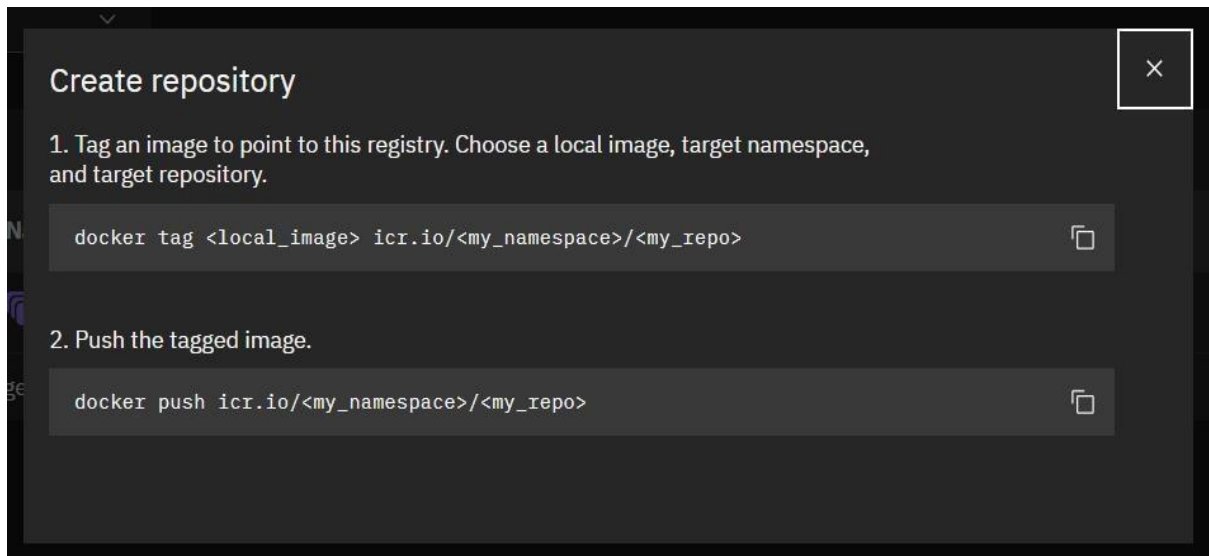 Create repository
1. Tag an image to point to this registry. Choose a local image, target namespace,
and target repository.
docker tag <local_image> icr.io/<my_namespace>/<my_repo>
2. Push the tagged image.
docker push icr.io/<my_namespace>/<my_repo>